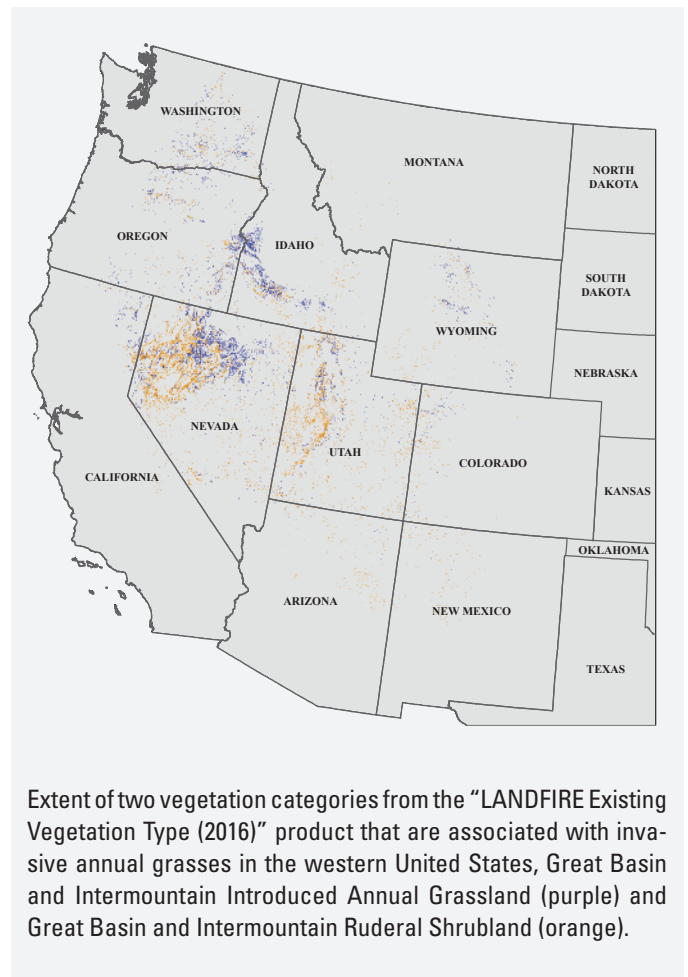 WASHINGTON
MONTANA
NORTH
DAKOTA
OREGON
IDAHO
SOUTH
DAKOTA
WYOMING
NEBRASKA
NEVADA
UTAH
COLORADO
CALIFORNIA
KANSAS
OKLAHOMA
ARIZONA
NEW MEXICO
TEXAS
Extent of two vegetation categories from the “LANDFIRE Existing
Vegetation Type (2016)” product that are associated with inva-
sive annual grasses in the western United States, Great Basin
and Intermountain Introduced Annual Grassland (purple) and
Great Basin and Intermountain Ruderal Shrubland (orange).